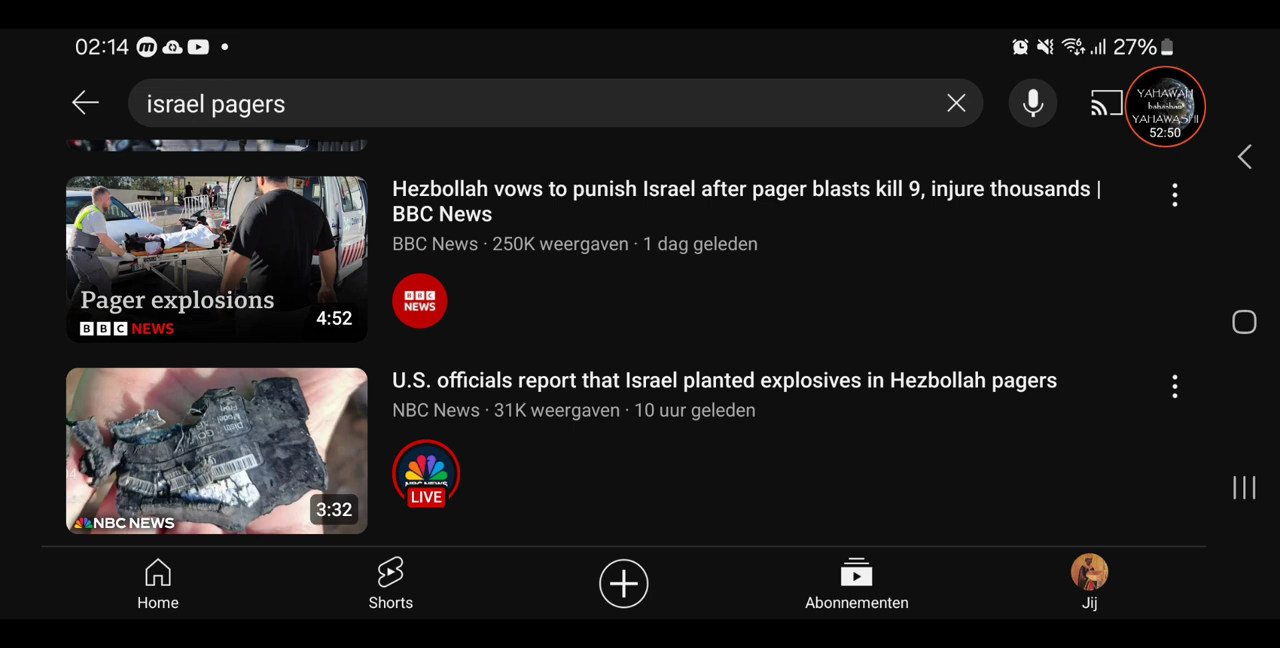 02:14
27%
israel pagers
YAHAWAH
bahasham
YAHAWASHI
52:50
Hezbollah vows to punish Israel after pager blasts kill 9, injure thousands |
BBC News
BBC News · 250K weergaven · 1 dag geleden
Pager explosions
4:52
BBC NEWS
BBC
NEWS
U.S. officials report that Israel planted explosives in Hezbollah pagers
NBC News · 31K weergaven · 10 uur geleden
3:32
NBC NEWS
LIVE
Home
Shorts
Abonnementen
Jij